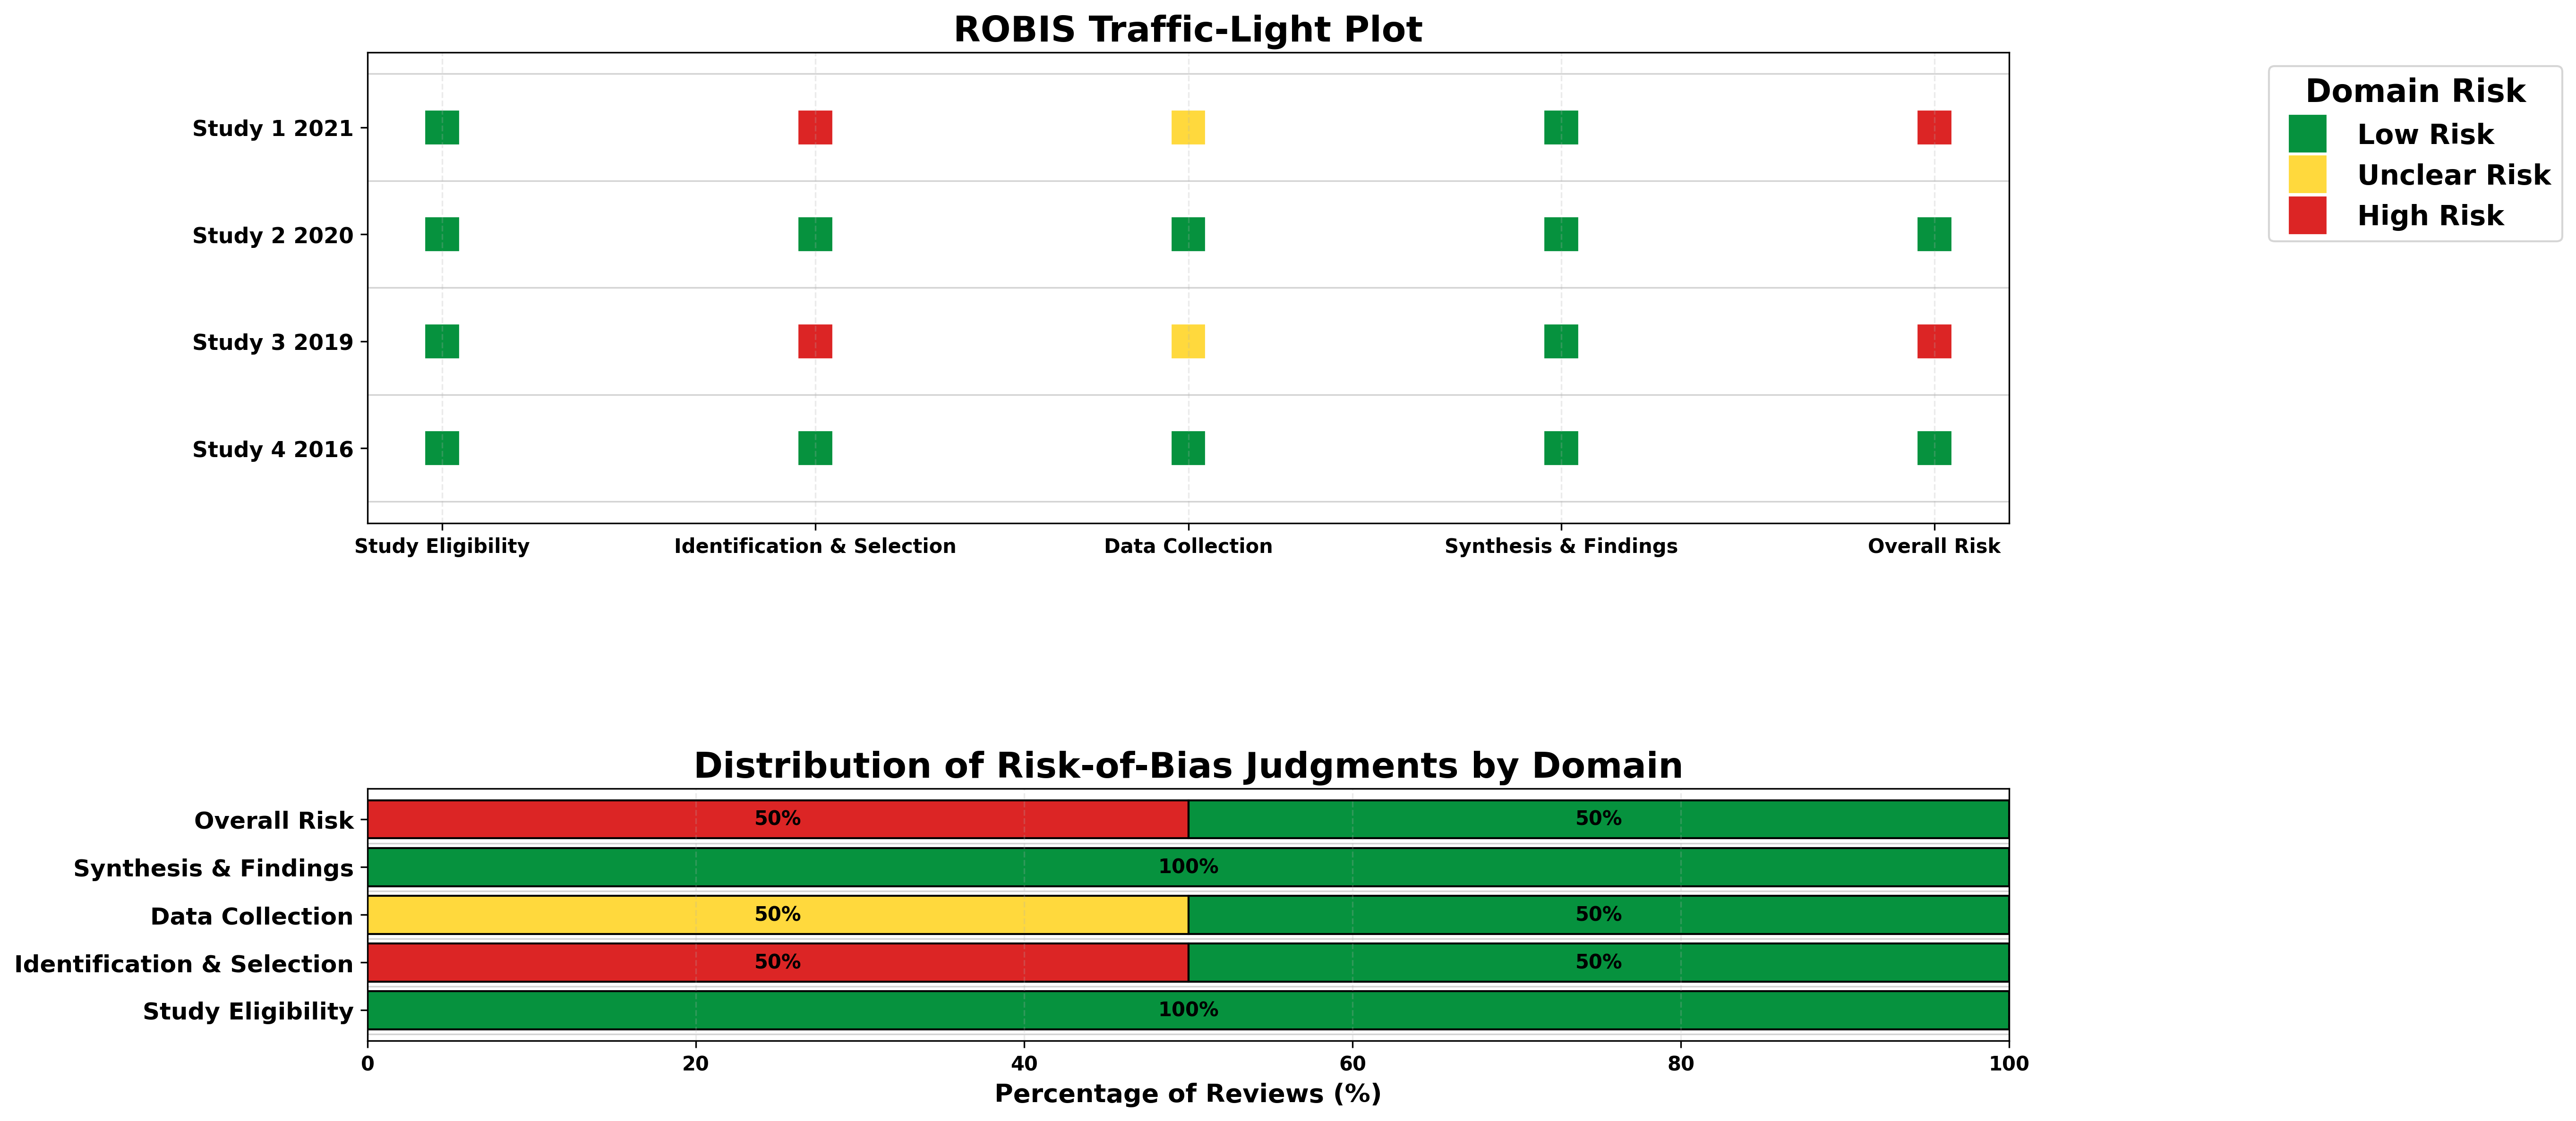 ROBIS Traffic-Light Plot
Domain Risk
Low Risk
Unclear Risk
High Risk
Study 1 2021
Study 2 2020
Study 3 2019
Study 4 2016
Study Eligibility
Identification & Selection
Data Collection
Synthesis & Findings
Overall Risk
Distribution of Risk-of-Bias Judgments by Domain
Overall Risk 50% 50%
Synthesis & Findings 100%
Data Collection 50% 50%
Identification & Selection 50% 50%
Study Eligibility 100%
0 20 40 60 80 100
Percentage of Reviews (%)